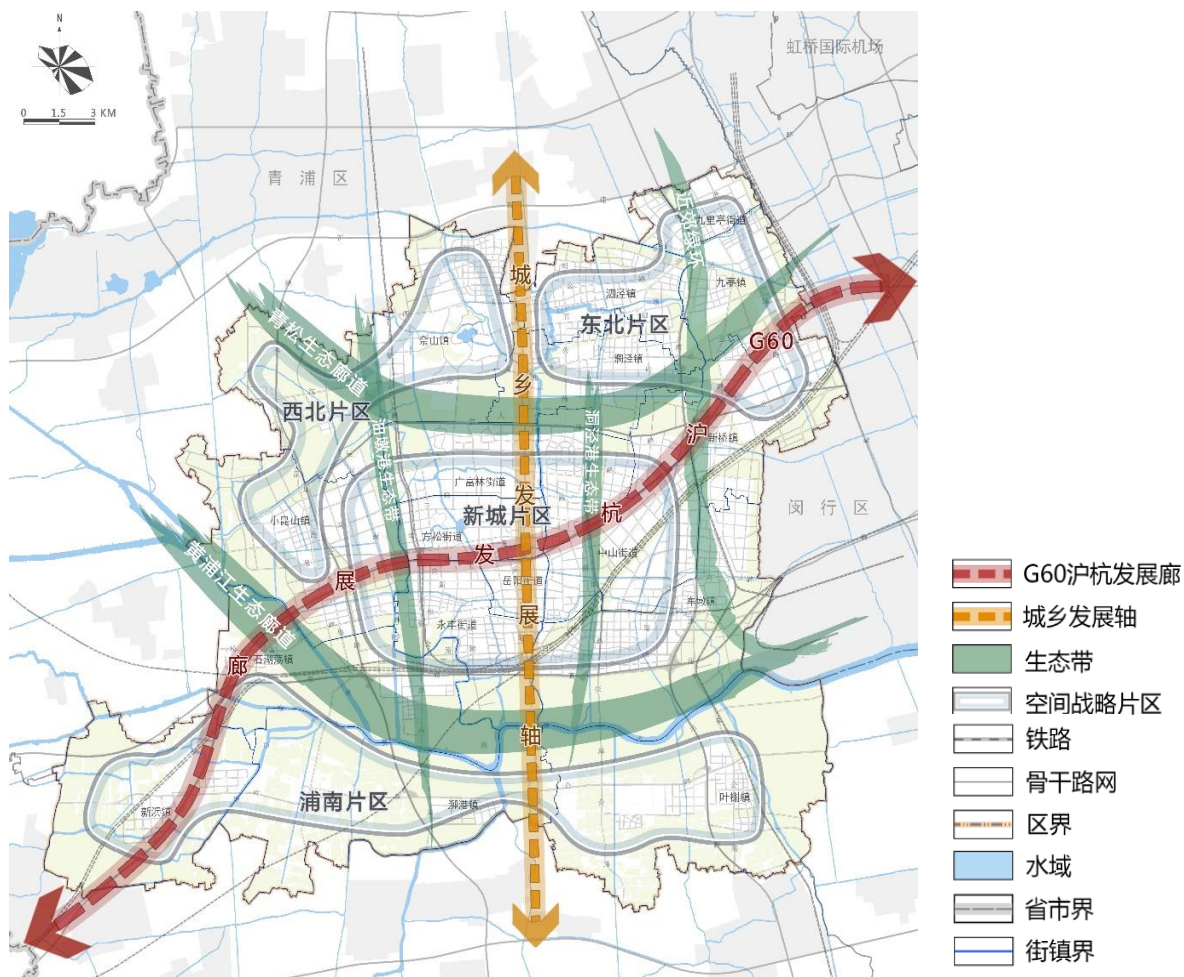 N
0 1.5 3 KM
虹桥国际机场
青浦区
近郊绿环
九里亭街道
九亭镇
泗泾镇
东北片区
洞泾镇
G60
沪
杭
发
展
廊
城
乡
发
展
轴
佘山镇
青松生态廊道
西北片区
油墩港生态带
洞泾港生态带
新桥镇
广富林街道
新城片区
小昆山镇
方松街道
中山街道
闵行区
黄浦江生态廊道
岳阳街道
永丰街道
车墩镇
石湖荡镇
浦南片区
新浜镇
泖港镇
叶榭镇
G60沪杭发展廊
城乡发展轴
生态带
空间战略片区
铁路
骨干路网
区界
水域
省市界
街镇界